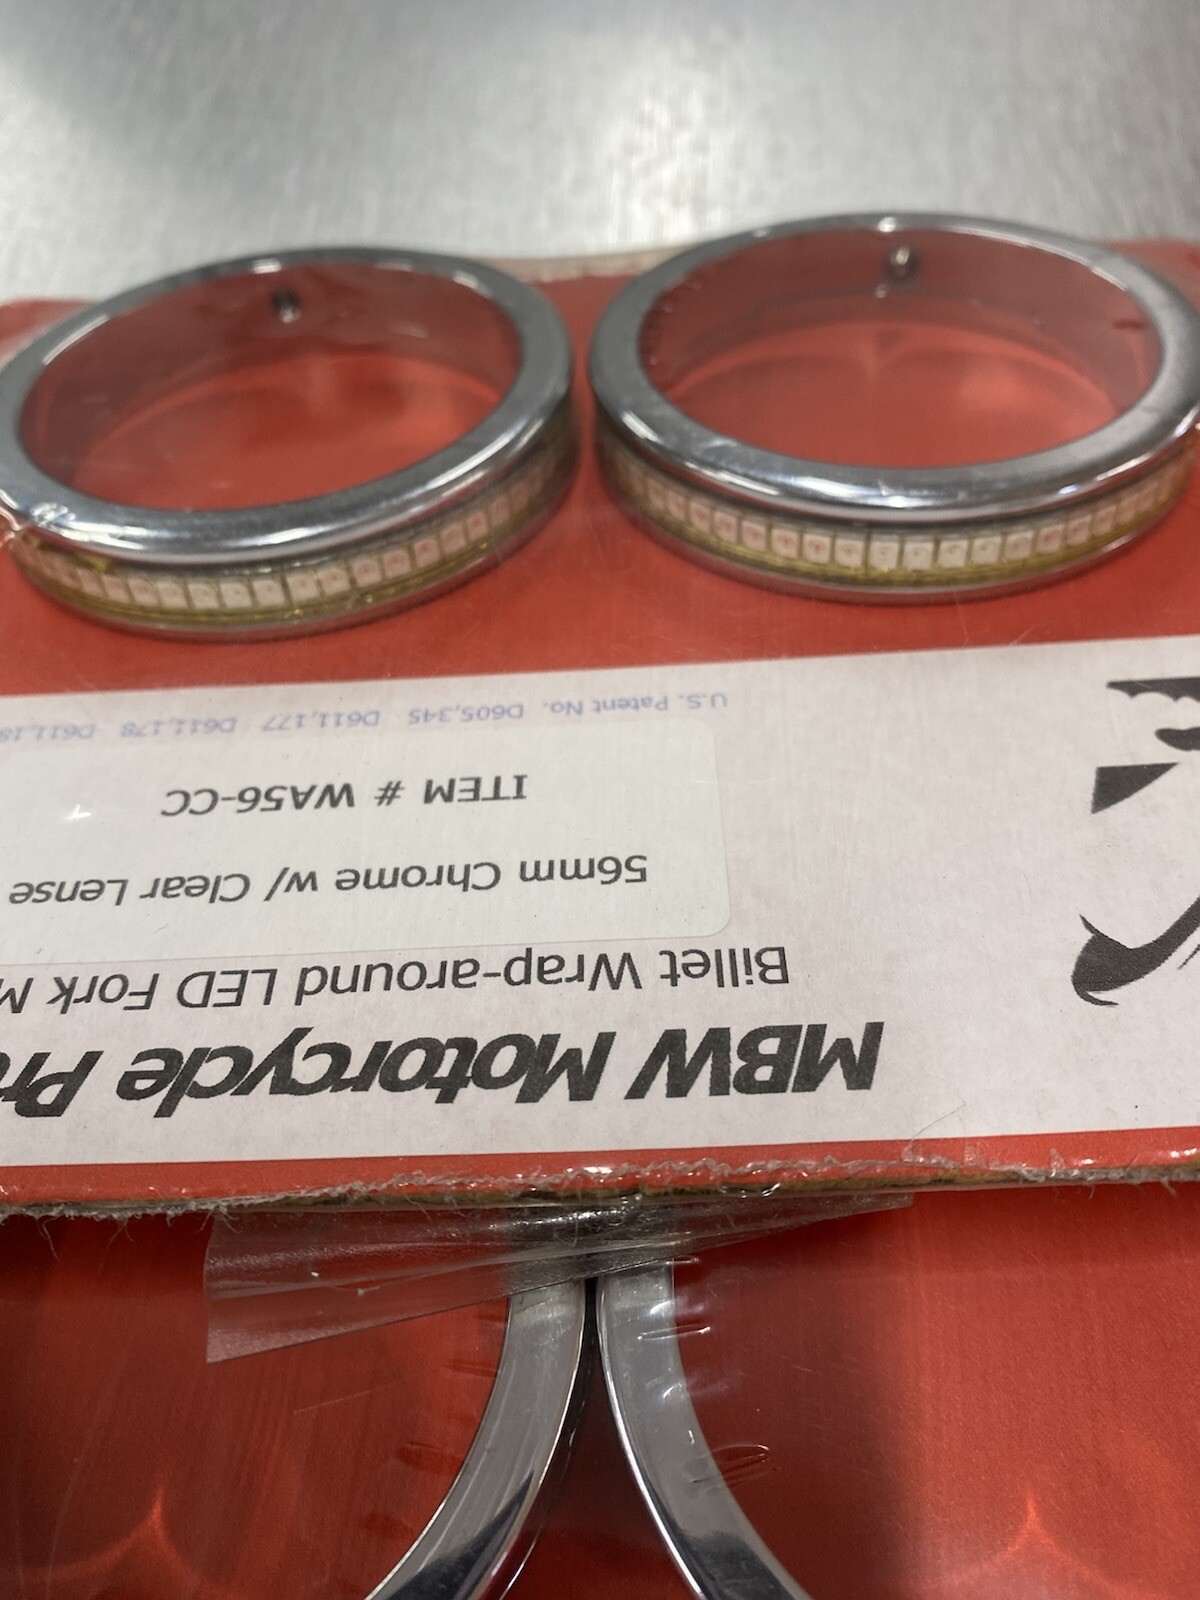 MBW Motorcycle
Billet Wrap-around LED Fork
56mm Chrome w/ Clear Lense
ITEM # WA56-CC
U.S. Patent No. D605,345 D611,177 D611,178